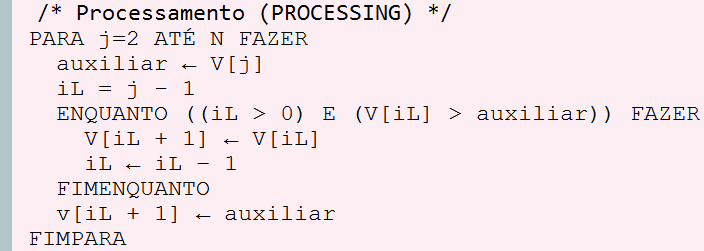 /* Processamento (PROCESSING) */
PARA j=2 ATÉ N FAZER
auxiliar ← V[j]
iL = j - 1
ENQUANTO ((iL > 0) E (V[iL] > auxiliar)) FAZER
V[iL + 1] ← V[iL]
iL ← iL - 1
FIMENQUANTO
v[iL + 1] ← auxiliar
FIMPARA